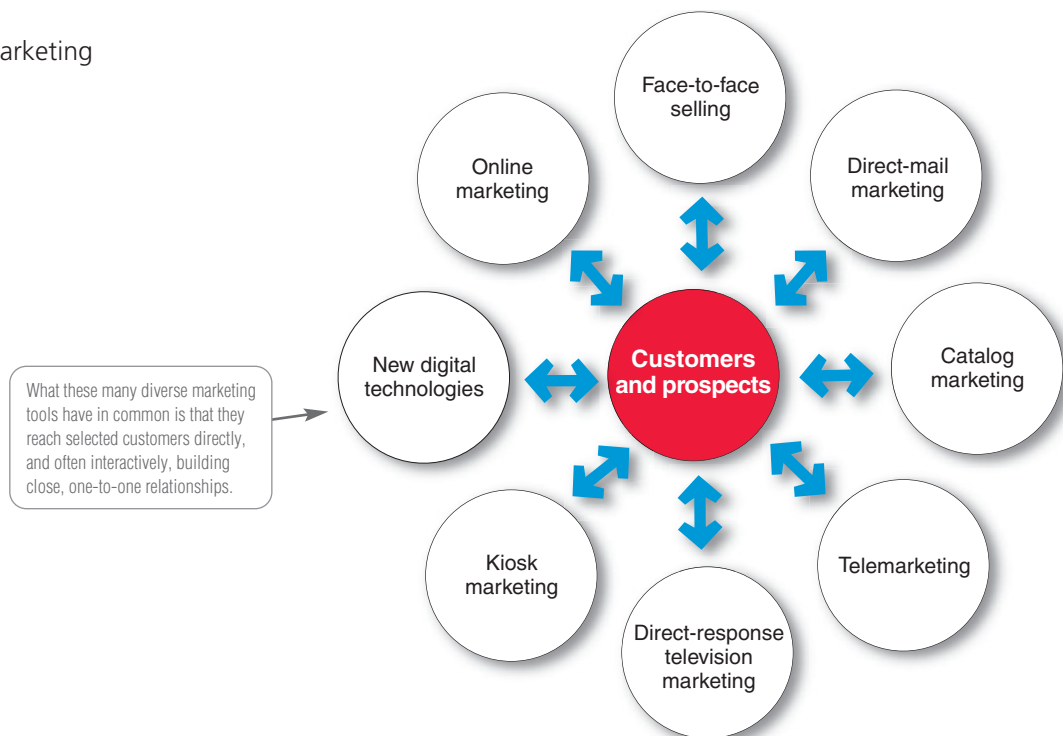 arketing
Face-to-face
selling
Online
marketing
Direct-mail
marketing
New digital
technologies
Customers
and prospects
Catalog
marketing
What these many diverse marketing
tools have in common is that they
reach selected customers directly,
and often interactively, building
close, one-to-one relationships.
Kiosk
marketing
Telemarketing
Direct-response
television
marketing